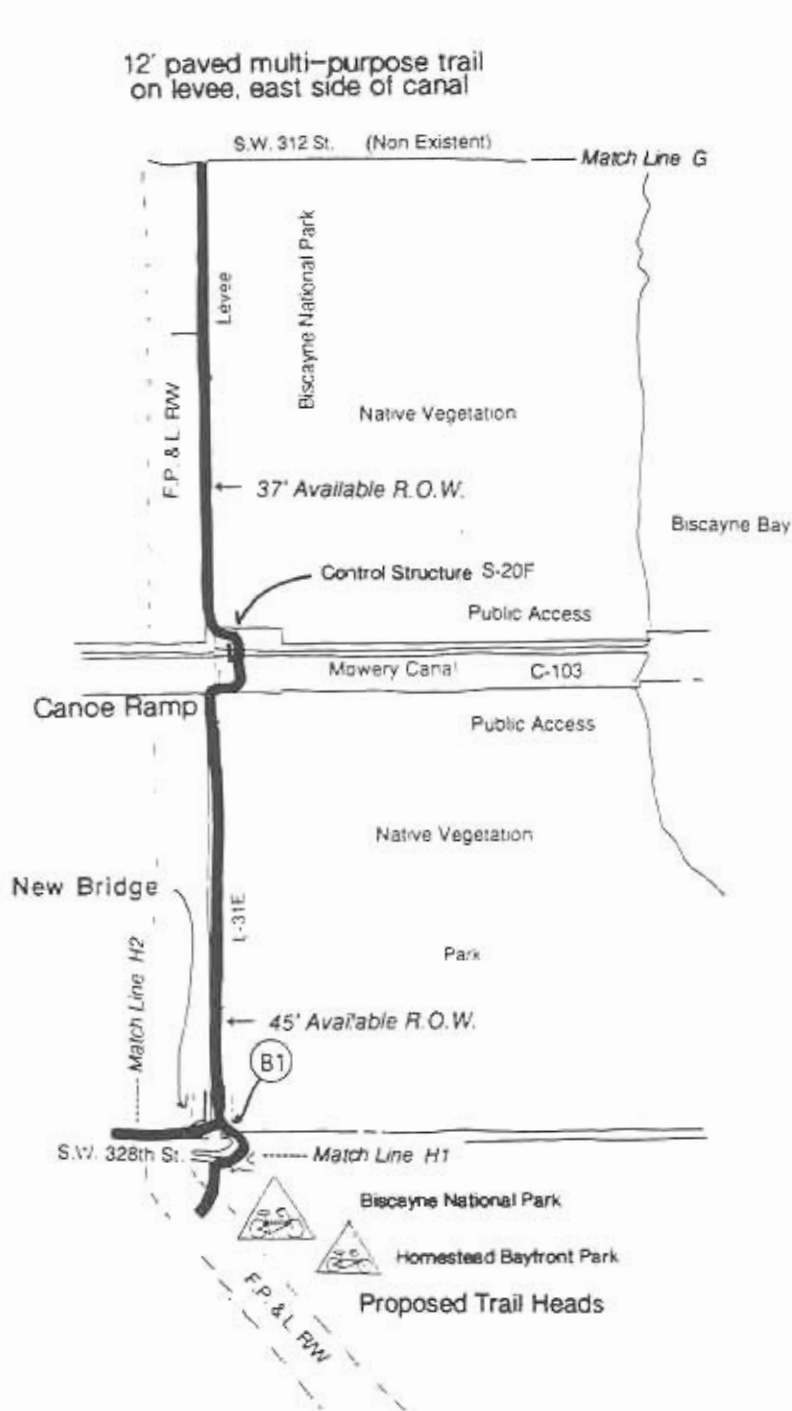 12' paved multi-purpose trail
on levee, east side of canal
S.W. 312 St. (Non Existent)
Match Line G
Levee
Biscayne National Park
F.P. & L. R/W
Native Vegetation
37' Available R.O.W.
Biscayne Bay
Control Structure S-20F
Public Access
Mowery Canal C-103
Canoe Ramp
Public Access
Native Vegetation
New Bridge
L-31E
Match Line H2
Park
45' Available R.O.W.
B1
S.W. 328th St.
Match Line H1
Biscayne National Park
Homestead Bayfront Park
F.P. & L. R/W
Proposed Trail Heads